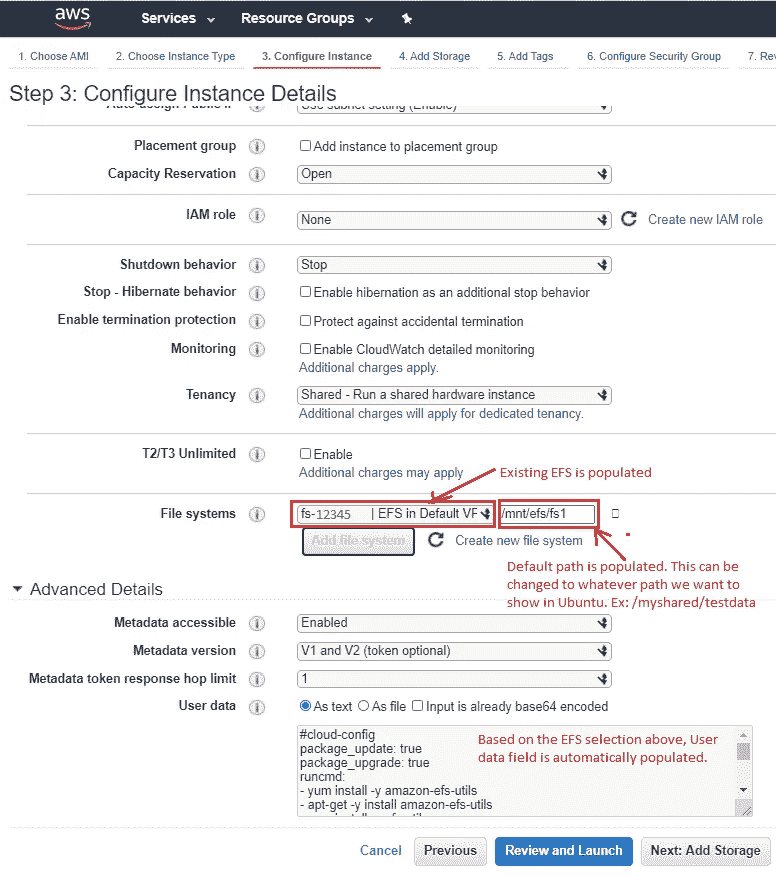 aws
Services
Resource Groups
1. Choose AMI
2. Choose Instance Type
3. Configure Instance
4. Add Storage
5. Add Tags
6. Configure Security Group
7. Rev
Step 3: Configure Instance Details
Auto-assign Public IP
Use subnet setting (Enable)
Placement group
Add instance to placement group
Capacity Reservation
Open
IAM role
None
Create new IAM role
Shutdown behavior
Stop
Stop - Hibernate behavior
Enable hibernation as an additional stop behavior
Enable termination protection
Protect against accidental termination
Monitoring
Enable CloudWatch detailed monitoring
Additional charges apply.
Tenancy
Shared - Run a shared hardware instance
Additional charges will apply for dedicated tenancy.
T2/T3 Unlimited
Enable
Additional charges may apply
Existing EFS is populated
File systems
fs-12345 | EFS in Default VP
/mnt/efs/fs1
Add file system
Create new file system
Default path is populated. This can be
changed to whatever path we want to
show in Ubuntu. Ex: /myshared/testdata
Advanced Details
Metadata accessible
Enabled
Metadata version
V1 and V2 (token optional)
Metadata token response hop limit
1
User data
As text
As file
Input is already base64 encoded
#cloud-config
package_update: true
package_upgrade: true
runcmd:
- yum install -y amazon-efs-utils
- apt-get -y install amazon-efs-utils
Based on the EFS selection above, User
data field is automatically populated.
Cancel
Previous
Review and Launch
Next: Add Storage